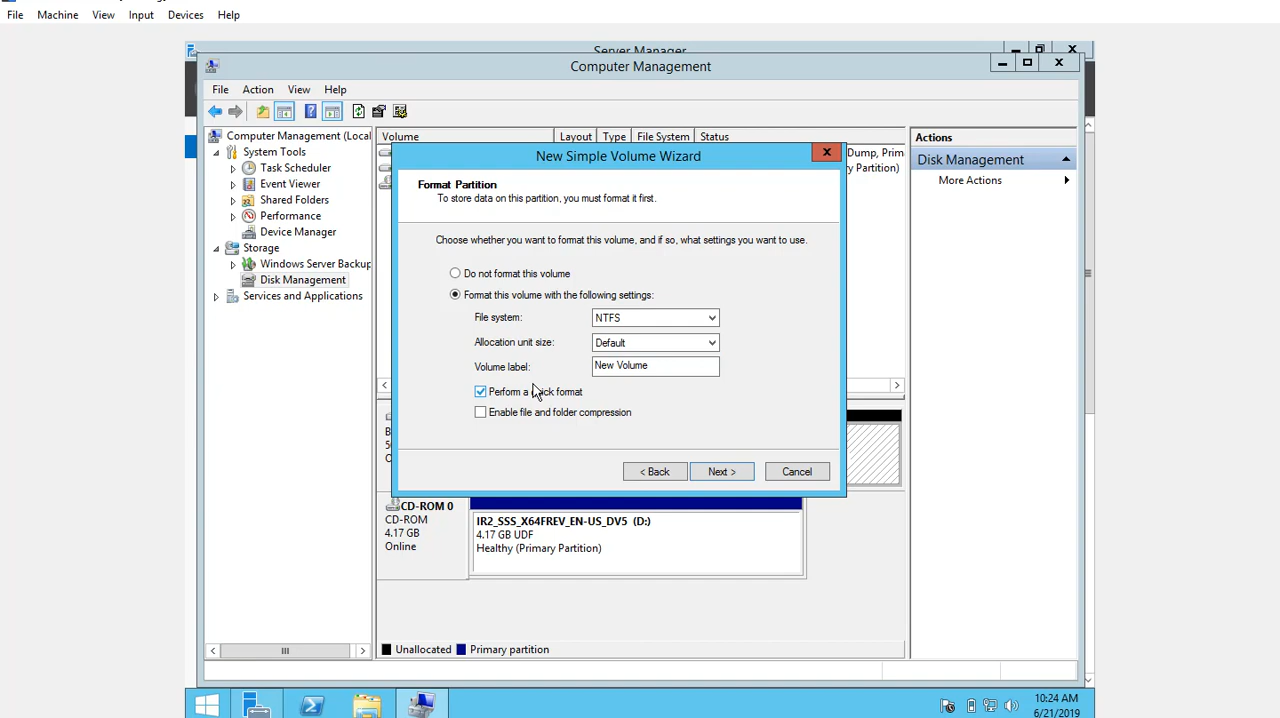 File Machine View Input Devices Help
Server Manager
Computer Management
File Action View Help
Computer Management (Local
System Tools
Task Scheduler
Event Viewer
Shared Folders
Performance
Device Manager
Storage
Windows Server Backup
Disk Management
Services and Applications
Volume Layout Type File System Status
Dump, Prim
y Partition)
Actions
Disk Management
More Actions
New Simple Volume Wizard
Format Partition
To store data on this partition, you must format it first.
Choose whether you want to format this volume, and if so, what settings you want to use.
Do not format this volume
Format this volume with the following settings:
File system: NTFS
Allocation unit size: Default
Volume label: New Volume
Perform a quick format
Enable file and folder compression
< Back Next > Cancel
CD-ROM 0
CD-ROM
4.17 GB
Online
IR2_SSS_X64FREV_EN-US_DV5 (D:)
4.17 GB UDF
Healthy (Primary Partition)
Unallocated Primary partition
10:24 AM
6/21/2019